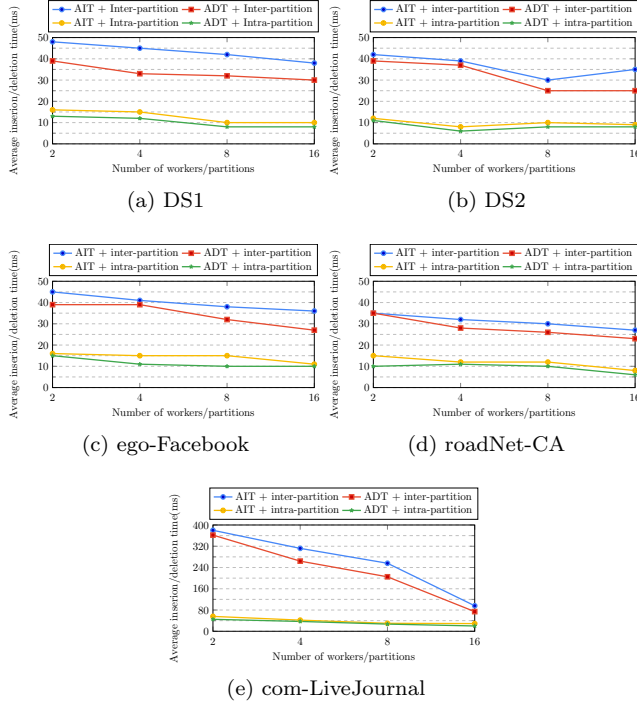 AIT + Inter-partition ADT + Inter-partition
AIT + Intra-partition ADT + Intra-partition
Average inserion/deletion time(ms)
50
40
30
20
10
0
2 4 8 16
Number of workers/partitions
(a) DS1
AIT + inter-partition ADT + inter-partition
AIT + intra-partition ADT + intra-partition
Average inserion/deletion time(ms)
50
40
30
20
10
0
2 4 8 16
Number of workers/partitions
(b) DS2
AIT + inter-partition ADT + inter-partition
AIT + intra-partition ADT + intra-partition
Average inserion/deletion time(ms)
50
40
30
20
10
0
2 4 8 16
Number of workers/partitions
(c) ego-Facebook
AIT + inter-partition ADT + inter-partition
AIT + intra-partition ADT + intra-partition
Average inserion/deletion time(ms)
50
40
30
20
10
0
2 4 8 16
Number of workers/partitions
(d) roadNet-CA
AIT + inter-partition ADT + inter-partition
AIT + intra-partition ADT + intra-partition
Average inserion/deletion time(ms)
400
320
240
160
80
0
2 4 8 16
Number of workers/partitions
(e) com-LiveJournal